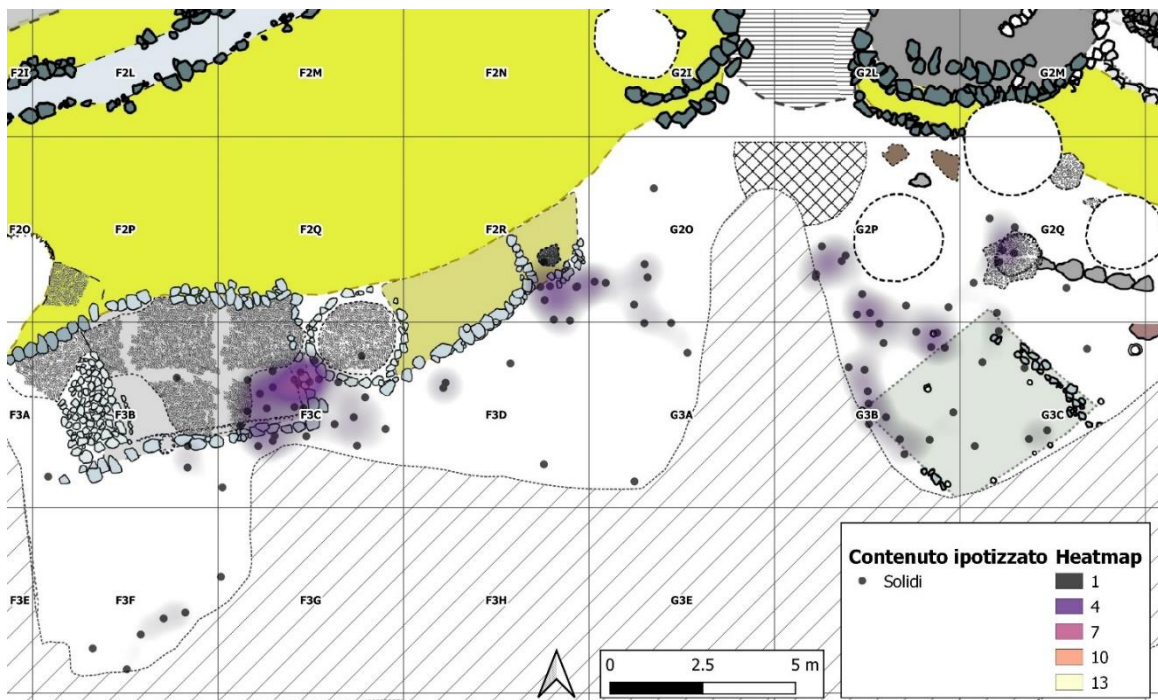 F2I F2L F2M F2N G2I G2L G2M
F2O F2P F2Q F2R G2O G2P G2Q
F3A F3B F3C F3D G3A G3B G3C
F3E F3F F3G F3H G3E
Contenuto ipotizzato Heatmap
Solidi 1
4
7
10
13
0 2.5 5 m